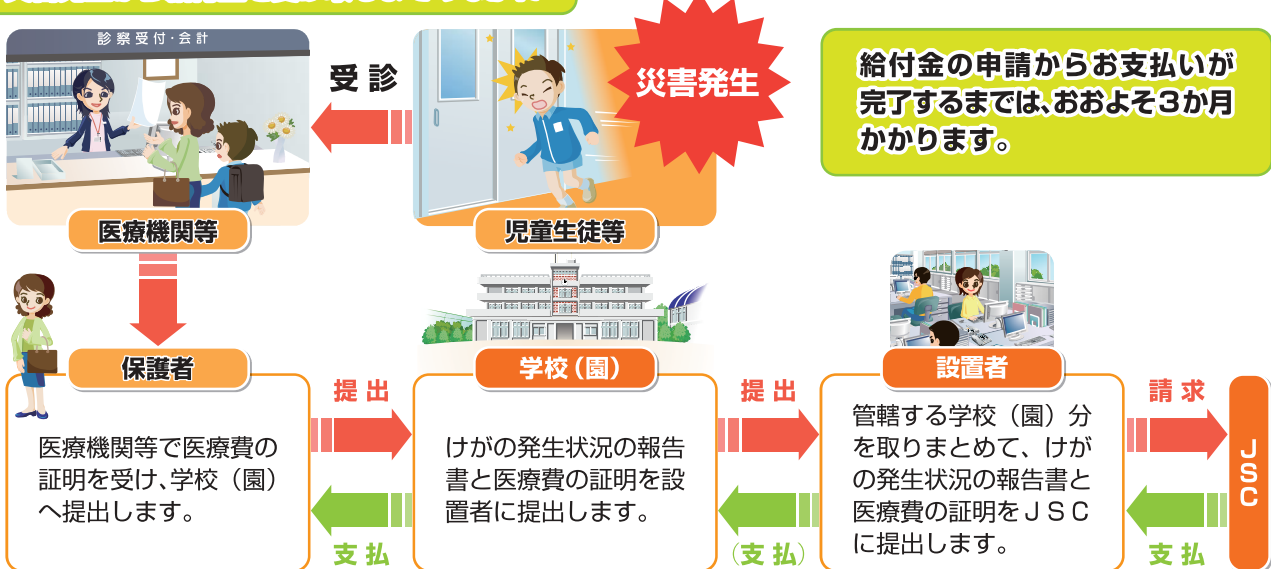 診察受付・会計
受診
災害発生
給付金の申請からお支払いが
完了するまでは、おおよそ3か月
かかります。
医療機関等
児童生徒等
保護者
学校(園)
設置者
医療機関等で医療費の
証明を受け、学校(園)
へ提出します。
提出
支払
けがの発生状況の報告
書と医療費の証明を設
置者に提出します。
提出
(支払)
管轄する学校(園)分
を取りまとめて、けが
の発生状況の報告書と
医療費の証明をJSC
に提出します。
請求
支払
JSC